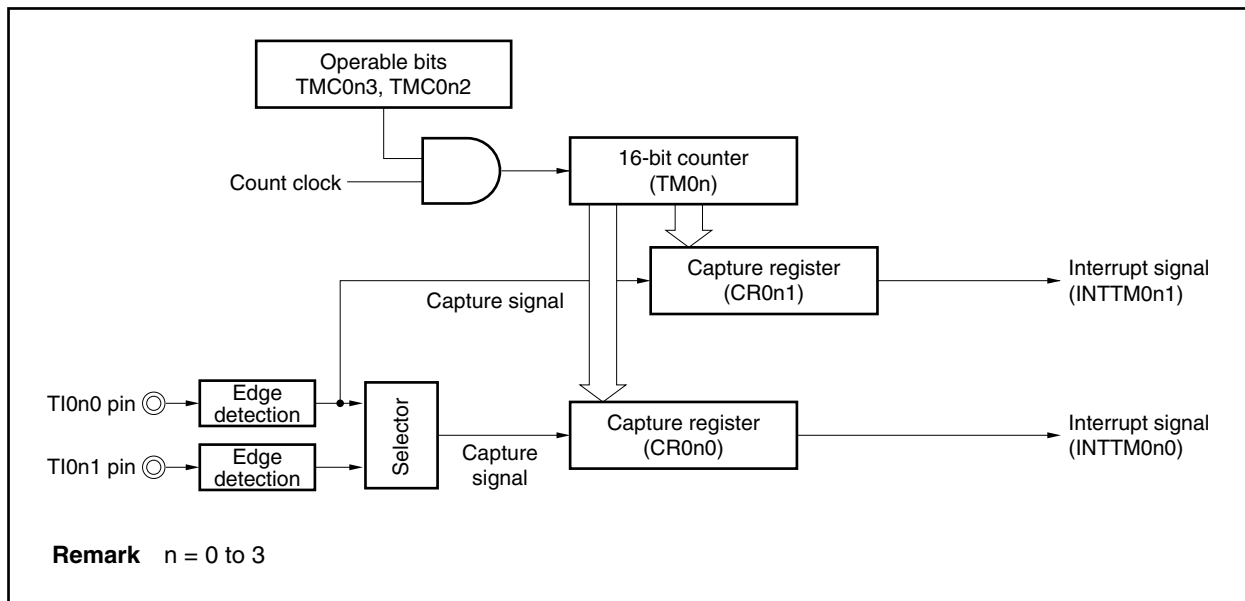 Operable bits
TMC0n3, TMC0n2
Count clock
16-bit counter
(TM0n)
Capture register
(CR0n1)
Interrupt signal
(INTTM0n1)
Capture signal
TI0n0 pin
Edge
detection
Selector
Capture register
(CR0n0)
Interrupt signal
(INTTM0n0)
TI0n1 pin
Edge
detection
Capture
signal
Remark n = 0 to 3